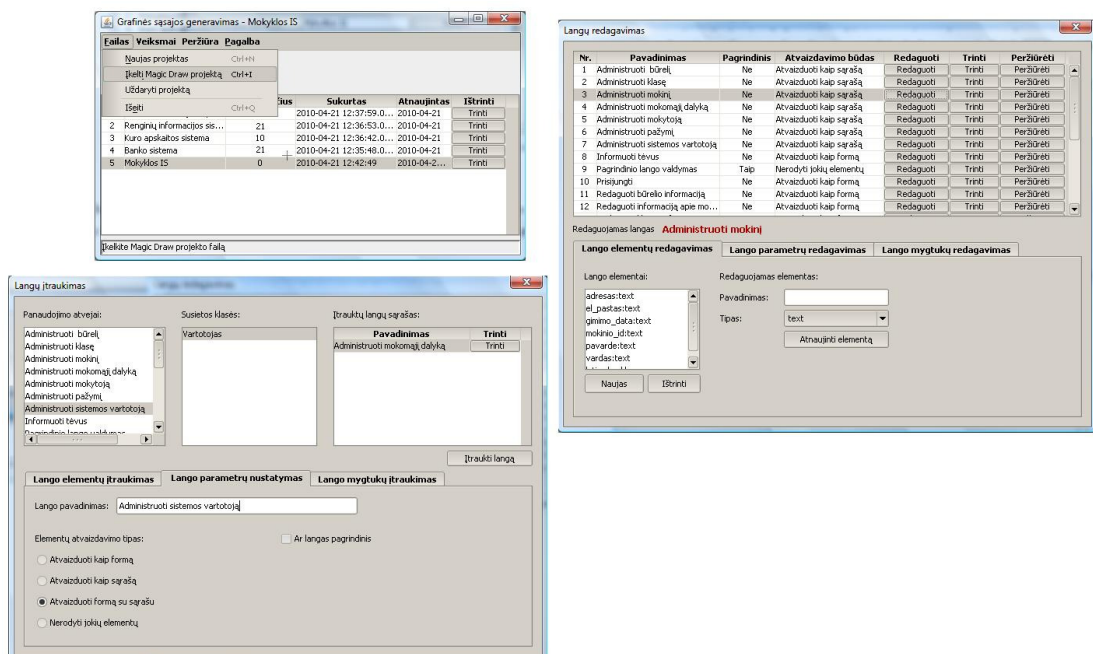 Grafinės sąsajos generavimas - Mokyklos IS
Failas Veiksmai Peržiūra Pagalba
Naujas projektas Ctrl+N
Įkelti Magic Draw projektą Ctrl+I
Uždaryti projektą
Išeiti Ctrl+Q
Sukurtas Atnaujintas Ištrinti
2010-04-21 12:37:59.0... 2010-04-21 Trinti
2 Renginių informacijos sis... 21 2010-04-21 12:36:53.0... 2010-04-21 Trinti
3 Kuro apskaitos sistema 10 2010-04-21 12:36:42.0... 2010-04-21 Trinti
4 Banko sistema 21 2010-04-21 12:35:48.0... 2010-04-21 Trinti
5 Mokyklos IS 0 2010-04-21 12:42:49 2010-04-2... Trinti
Įkelkite Magic Draw projekto failą
Langų redagavimas
Nr. Pavadinimas Pagrindinis Atvaizdavimo būdas Redaguoti Trinti Peržiūrėti
1 Administruoti būrelį Ne Atvaizduoti kaip sąrašą Redaguoti Trinti Peržiūrėti
2 Administruoti klasę Ne Atvaizduoti kaip sąrašą Redaguoti Trinti Peržiūrėti
3 Administruoti mokinį Ne Atvaizduoti kaip sąrašą Redaguoti Trinti Peržiūrėti
4 Administruoti mokomąjį dalyką Ne Atvaizduoti kaip sąrašą Redaguoti Trinti Peržiūrėti
5 Administruoti mokytoją Ne Atvaizduoti kaip sąrašą Redaguoti Trinti Peržiūrėti
6 Administruoti pažymį Ne Atvaizduoti kaip sąrašą Redaguoti Trinti Peržiūrėti
7 Administruoti sistemos vartotoją Ne Atvaizduoti kaip sąrašą Redaguoti Trinti Peržiūrėti
8 Informuoti tėvus Ne Atvaizduoti kaip formą Redaguoti Trinti Peržiūrėti
9 Pagrindinio lango valdymas Taip Nerodyti jokių elementų Redaguoti Trinti Peržiūrėti
10 Prisijungti Ne Atvaizduoti kaip formą Redaguoti Trinti Peržiūrėti
11 Redaguoti būrelio informaciją Ne Atvaizduoti kaip formą Redaguoti Trinti Peržiūrėti
12 Redaguoti informaciją apie mo... Ne Atvaizduoti kaip formą Redaguoti Trinti Peržiūrėti
Redaguojamas langas Administruoti mokinį
Lango elementų redagavimas Lango parametrų redagavimas Lango mygtukų redagavimas
Lango elementai: Redaguojamas elementas:
adresas:text
el_pastas:text
gimimo_data:text
mokinio_id:text
pavarde:text
vardas:text
Pavadinimas:
Tipas: text
Atnaujinti elementą
Naujas Ištrinti
Langų įtraukimas
Panaudojimo atvejai: Susietos klasės: Įtrauktų langų sąrašas:
Administruoti būrelį
Administruoti klasę
Administruoti mokinį
Administruoti mokomąjį dalyką
Administruoti mokytoją
Administruoti pažymį
Administruoti sistemos vartotoją
Informuoti tėvus
Pagrindinio lango valdymas
Vartotojas
Pavadinimas Trinti
Administruoti mokomąjį dalyką Trinti
Įtraukti langą
Lango elementų įtraukimas Lango parametrų nustatymas Lango mygtukų įtraukimas
Lango pavadinimas: Administruoti sistemos vartotoją
Elementų atvaizdavimo tipas: Ar langas pagrindinis
Atvaizduoti kaip formą
Atvaizduoti kaip sąrašą
Atvaizduoti formą su sąrašu
Nerodyti jokių elementų